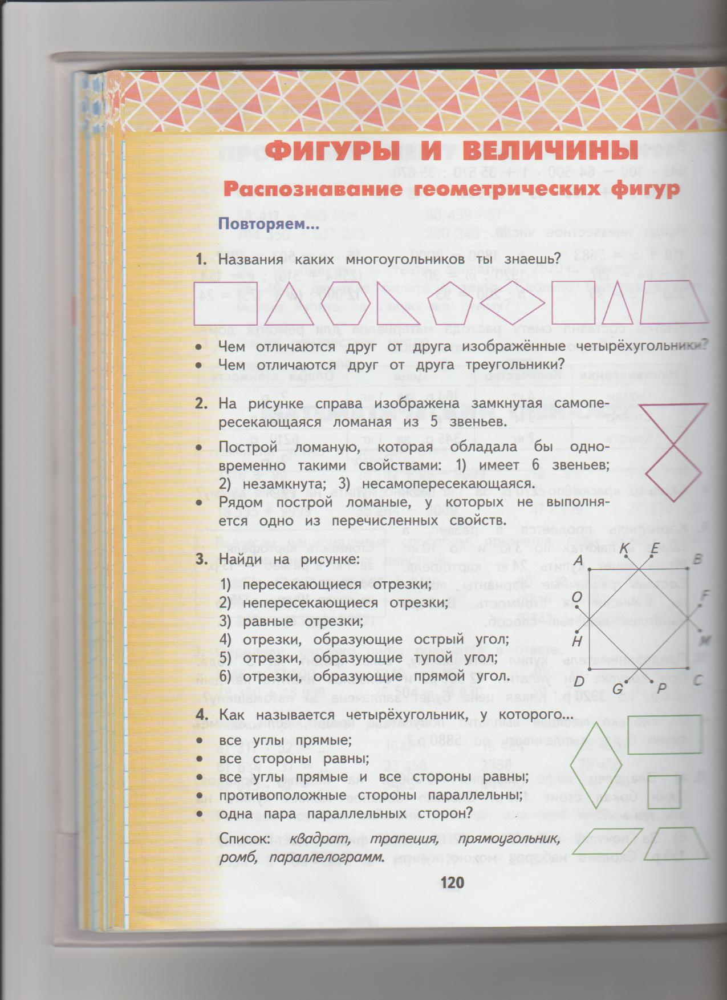 ФИГУРЫ И ВЕЛИЧИНЫ
Распознавание геометрических фигур
Повторяем...
1. Названия каких многоугольников ты знаешь?
• Чем отличаются друг от друга изображённые четырёхугольники?
• Чем отличаются друг от друга треугольники?
2. На рисунке справа изображена замкнутая самопе-
ресекающаяся ломаная из 5 звеньев.
• Построй ломаную, которая обладала бы одно-
временно такими свойствами: 1) имеет 6 звеньев;
2) незамкнута; 3) несамопересекающаяся.
• Рядом построй ломаные, у которых не выполня-
ется одно из перечисленных свойств.
3. Найди на рисунке:
1) пересекающиеся отрезки;
2) непересекающиеся отрезки;
3) равные отрезки;
4) отрезки, образующие острый угол;
5) отрезки, образующие тупой угол;
6) отрезки, образующие прямой угол.
K E
A B
O F
H M
D C
G P
4. Как называется четырёхугольник, у которого...
• все углы прямые;
• все стороны равны;
• все углы прямые и все стороны равны;
• противоположные стороны параллельны;
• одна пара параллельных сторон?
Список: квадрат, трапеция, прямоугольник,
ромб, параллелограмм.
120